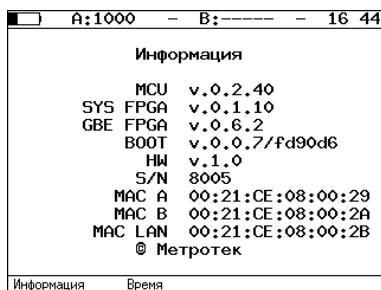 A:1000 - B:----- - 16 44
Информация
MCU v.0.2.40
SYS FPGA v.0.1.10
GBE FPGA v.0.6.2
BOOT v.0.0.7/fd90d6
HW v.1.0
S/N 8005
MAC A 00:21:CE:08:00:29
MAC B 00:21:CE:08:00:2A
MAC LAN 00:21:CE:08:00:2B
© Метротек
Информация Время